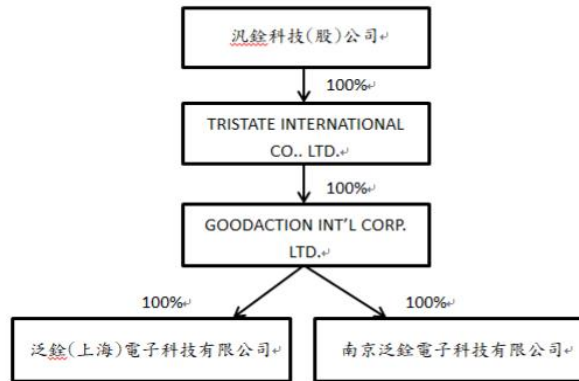 汎銓科技(股)公司
100%
TRISTATE INTERNATIONAL
CO.. LTD.
100%
GOODACTION INT'L CORP.
LTD.
100%
100%
泛銓(上海)電子科技有限公司
南京泛銓電子科技有限公司